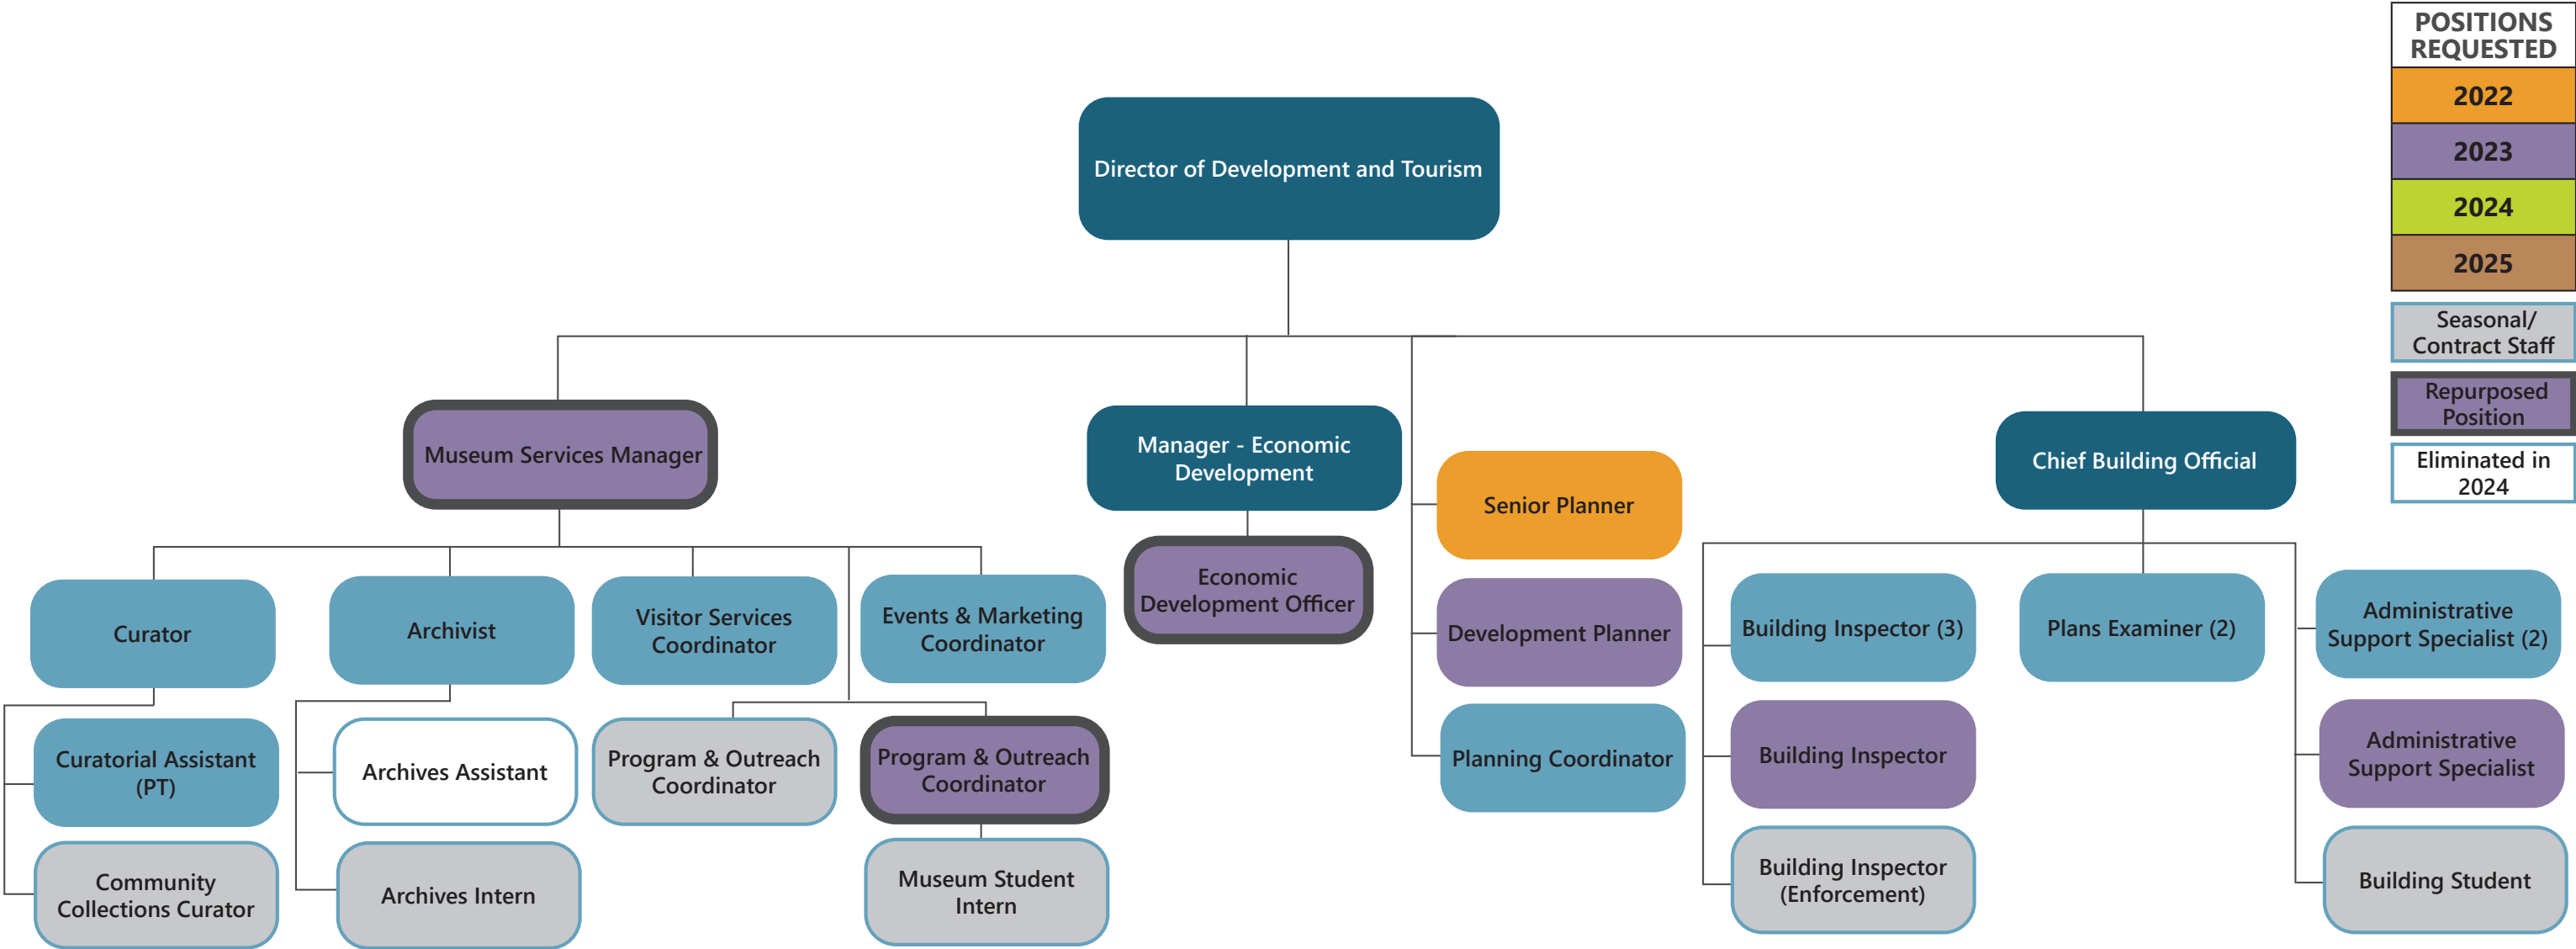 POSITIONS
REQUESTED
2022
2023
2024
2025
Seasonal/
Contract Staff
Repurposed
Position
Eliminated in
2024
Director of Development and Tourism
Museum Services Manager
Manager - Economic
Development
Chief Building Official
Senior Planner
Economic
Development Officer
Development Planner
Planning Coordinator
Curator
Archivist
Visitor Services
Coordinator
Events & Marketing
Coordinator
Curatorial Assistant
(PT)
Archives Assistant
Program & Outreach
Coordinator
Program & Outreach
Coordinator
Community
Collections Curator
Archives Intern
Museum Student
Intern
Building Inspector (3)
Plans Examiner (2)
Administrative
Support Specialist (2)
Building Inspector
Administrative
Support Specialist
Building Inspector
(Enforcement)
Building Student